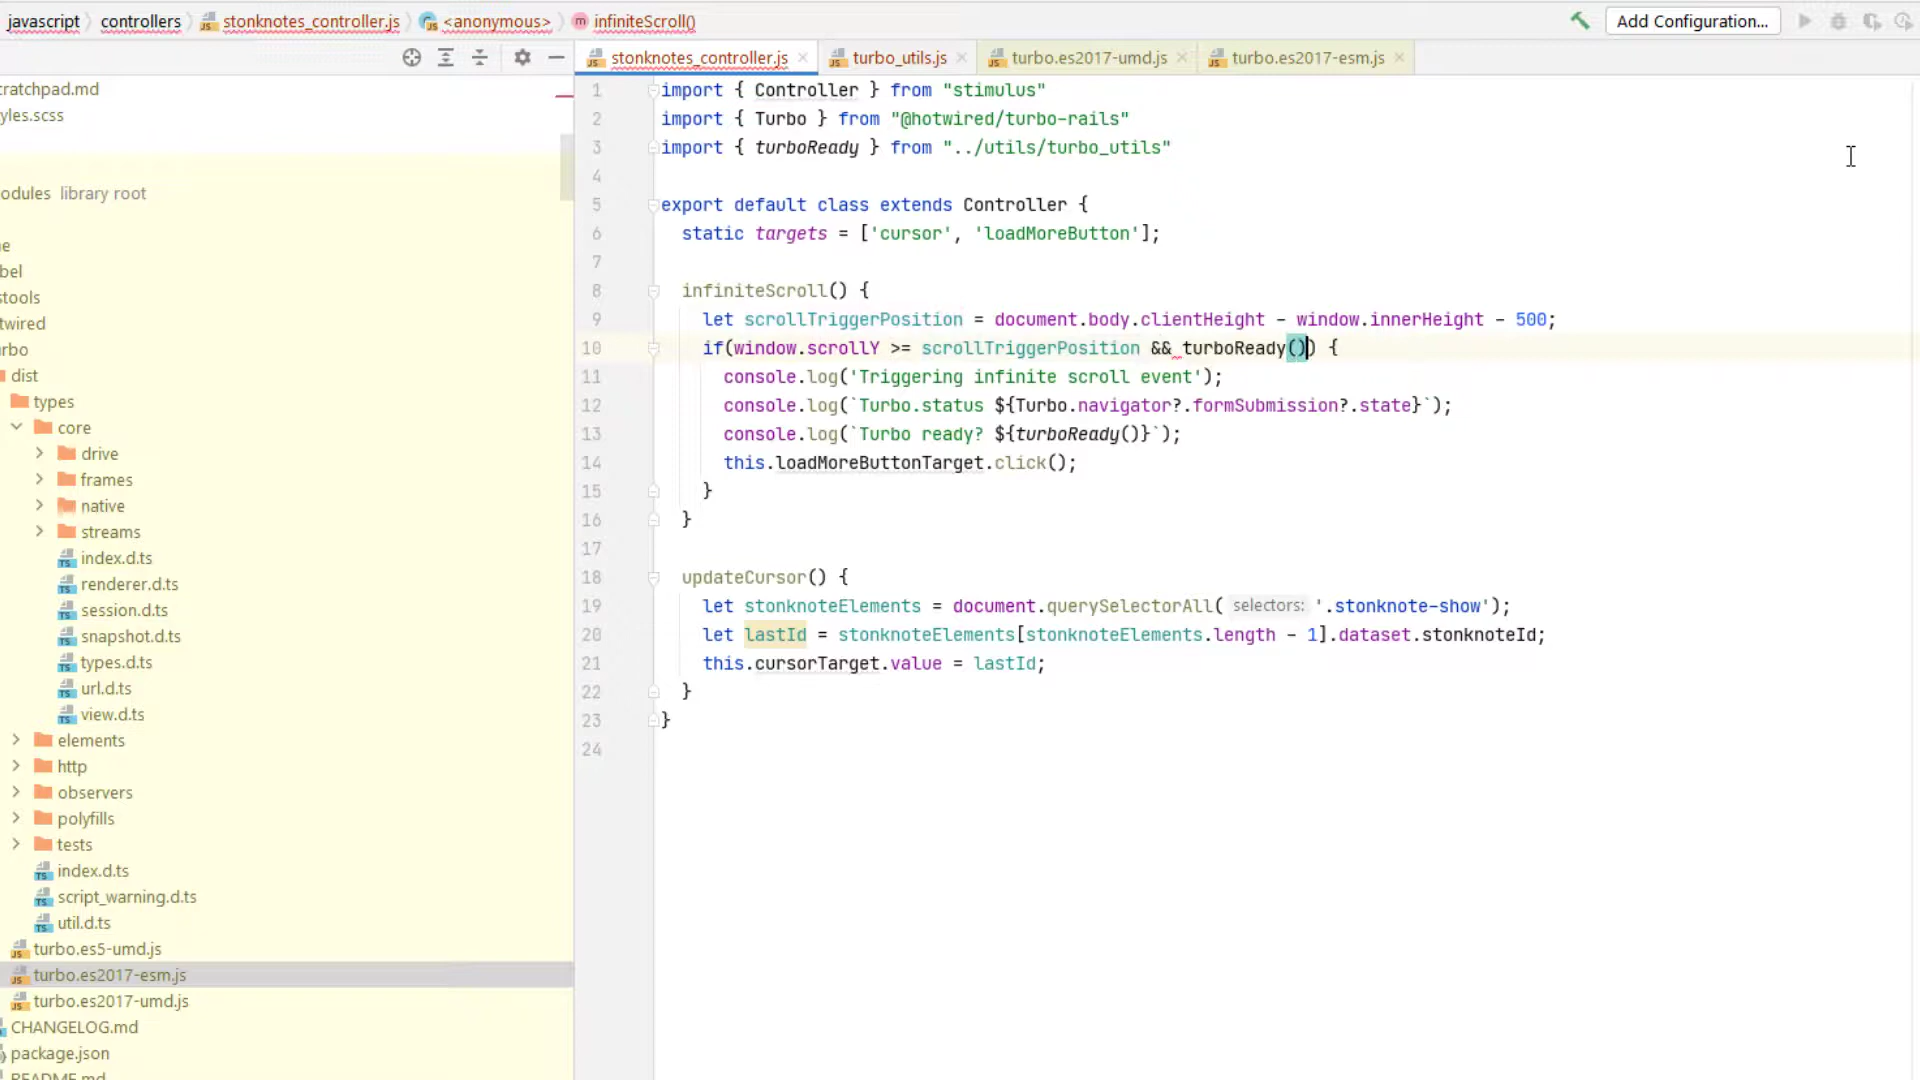 javascript controllers stonknotes_controller.js <anonymous> m infiniteScroll() Add Configuration...
stonknotes_controller.js turbo_utils.js turbo.es2017-umd.js turbo.es2017-esm.js
ratchpad.md
yles.scss
odules library root
e
bel
stools
twired
rbo
dist
types
core
drive
frames
native
streams
index.d.ts
renderer.d.ts
session.d.ts
snapshot.d.ts
types.d.ts
url.d.ts
view.d.ts
elements
http
observers
polyfills
tests
index.d.ts
script_warning.d.ts
util.d.ts
turbo.es5-umd.js
turbo.es2017-esm.js
turbo.es2017-umd.js
CHANGELOG.md
package.json
README.md
1 import { Controller } from "stimulus"
2 import { Turbo } from "@hotwired/turbo-rails"
3 import { turboReady } from "../utils/turbo_utils"
4
5 export default class extends Controller {
6 static targets = ['cursor', 'loadMoreButton'];
7
8 infiniteScroll() {
9 let scrollTriggerPosition = document.body.clientHeight - window.innerHeight - 500;
10 if(window.scrollY >= scrollTriggerPosition && turboReady()) {
11 console.log('Triggering infinite scroll event');
12 console.log(`Turbo.status ${Turbo.navigator?.formSubmission?.state}`);
13 console.log(`Turbo ready? ${turboReady()}`);
14 this.loadMoreButtonTarget.click();
15 }
16 }
17
18 updateCursor() {
19 let stonknoteElements = document.querySelectorAll( selectors: '.stonknote-show');
20 let lastId = stonknoteElements[stonknoteElements.length - 1].dataset.stonknoteId;
21 this.cursorTarget.value = lastId;
22 }
23 }
24